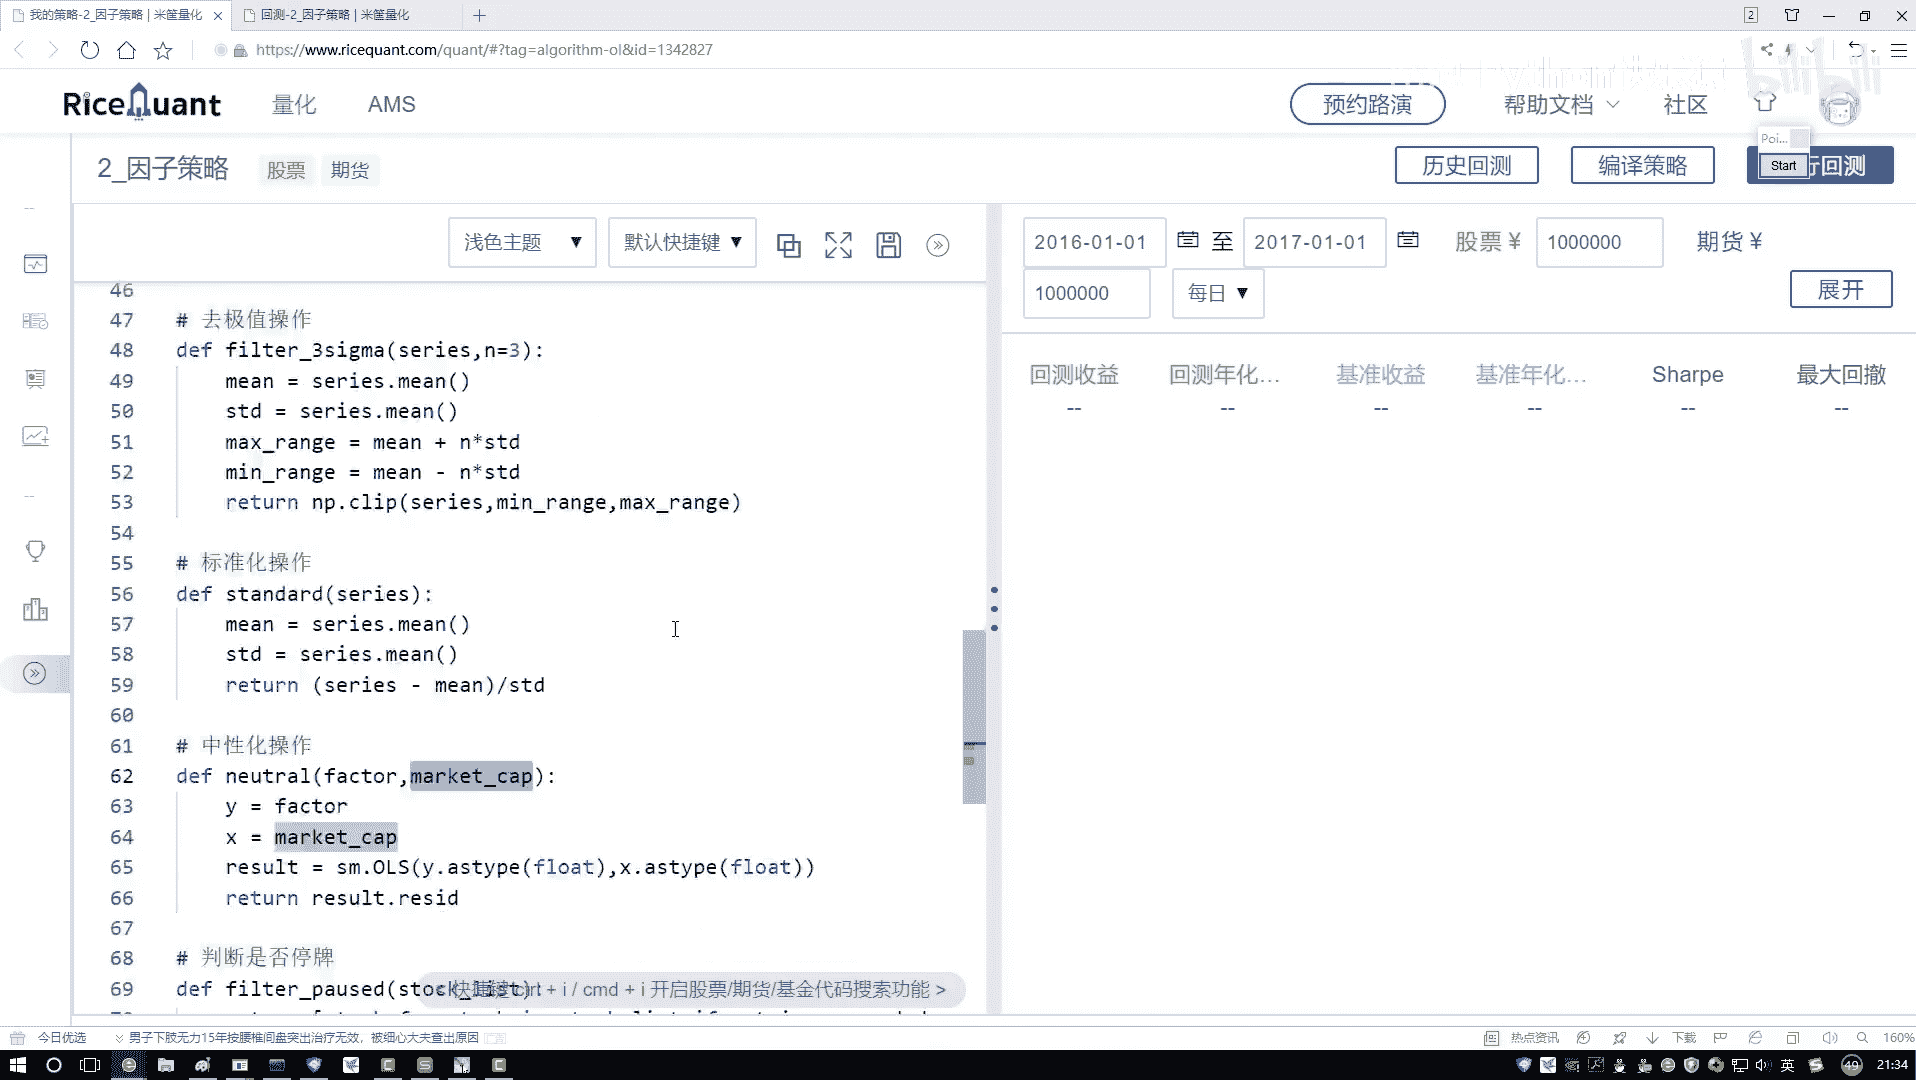 我的策略-2_因子策略 | 米筐量化
回测-2_因子策略 | 米筐量化
2
https://www.ricequant.com/quant/#?tag=algorithm-ol&id=1342827
RiceQuant
量化
AMS
预约路演
帮助文档
社区
Poi...
Start
2_因子策略
股票
期货
历史回测
编译策略
行回测
浅色主题 ▼
默认快捷键 ▼
2016-01-01
至
2017-01-01
股票 ¥
1000000
期货 ¥
1000000
每日 ▼
展开
回测收益
回测年化...
基准收益
基准年化...
Sharpe
最大回撤
--
--
--
--
--
--
46
47 # 去极值操作
48 def filter_3sigma(series,n=3):
49 mean = series.mean()
50 std = series.mean()
51 max_range = mean + n*std
52 min_range = mean - n*std
53 return np.clip(series,min_range,max_range)
54
55 # 标准化操作
56 def standard(series):
57 mean = series.mean()
58 std = series.mean()
59 return (series - mean)/std
60
61 # 中性化操作
62 def neutral(factor,market_cap):
63 y = factor
64 x = market_cap
65 result = sm.OLS(y.astype(float),x.astype(float))
66 return result.resid
67
68 # 判断是否停牌
69 def filter_paused(stock_list):
< 快捷键 ctrl + i / cmd + i 开启股票/期货/基金代码搜索功能 >
今日优选
男子下肢无力15年按腰椎间盘突出治疗无效，被细心大夫查出原因
热点资讯
下载
160%
英
49
21:34